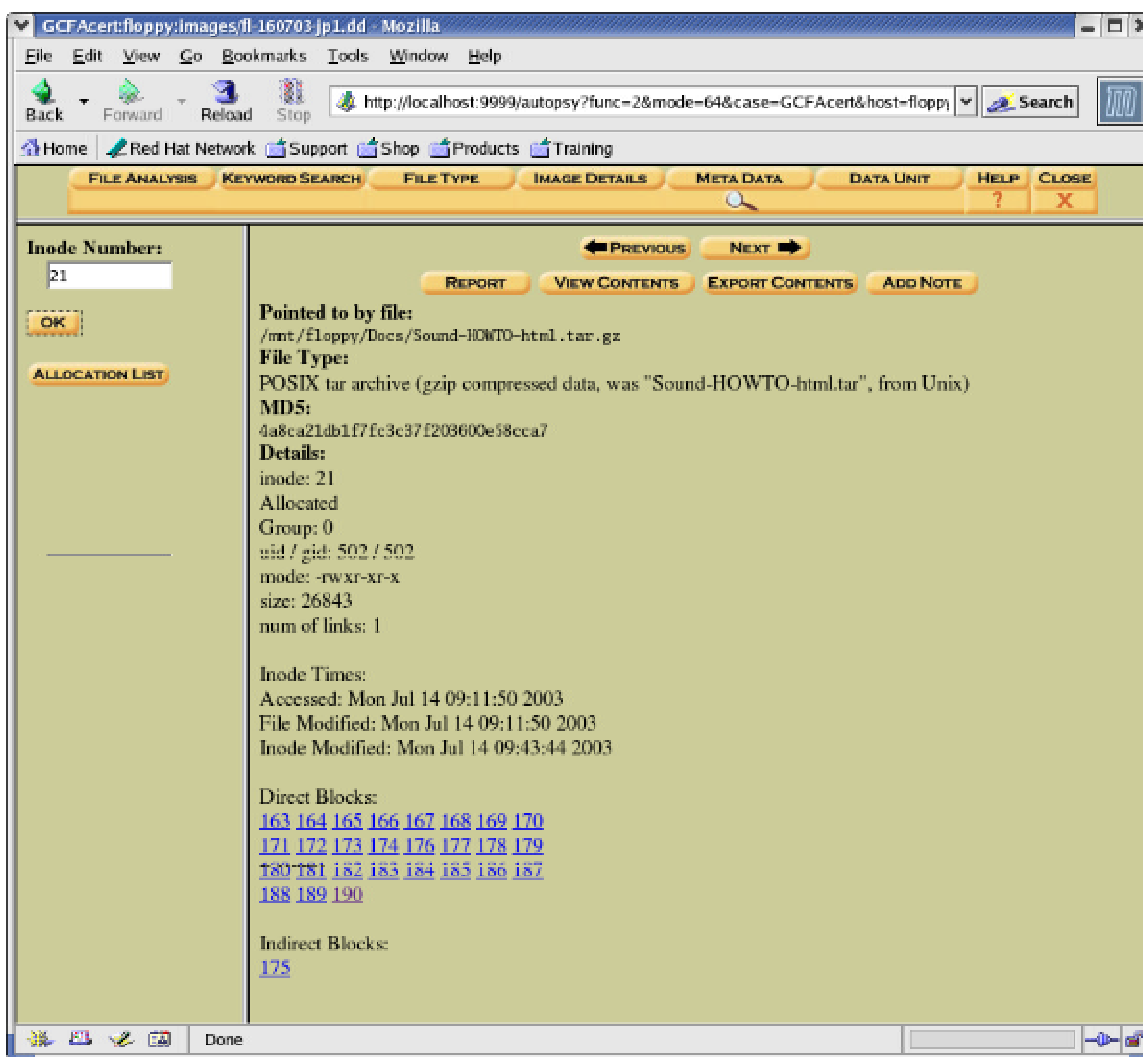 GCFAcert:floppy:images/fl-160703-jp1.dd - Mozilla
File Edit View Go Bookmarks Tools Window Help
Back Forward Reload Stop http://localhost:9999/autopsy?func=2&mode=64&case=GCFAcert&host=floppy Search
Home Red Hat Network Support Shop Products Training
FILE ANALYSIS KEYWORD SEARCH FILE TYPE IMAGE DETAILS META DATA DATA UNIT HELP CLOSE
? X
Inode Number:
21
OK
ALLOCATION LIST
PREVIOUS NEXT
REPORT VIEW CONTENTS EXPORT CONTENTS ADD NOTE
Pointed to by file:
/mnt/floppy/Docs/Sound-HOWTO-html.tar.gz
File Type:
POSIX tar archive (gzip compressed data, was "Sound-HOWTO-html.tar", from Unix)
MD5:
4a8ca21db1f7fc3c37f203600e58cca7
Details:
inode: 21
Allocated
Group: 0
uid / gid: 502 / 502
mode: -rwxr-xr-x
size: 26843
num of links: 1
Inode Times:
Accessed: Mon Jul 14 09:11:50 2003
File Modified: Mon Jul 14 09:11:50 2003
Inode Modified: Mon Jul 14 09:43:44 2003
Direct Blocks:
163 164 165 166 167 168 169 170
171 172 173 174 176 177 178 179
180 181 182 183 184 185 186 187
188 189 190
Indirect Blocks:
175
Done